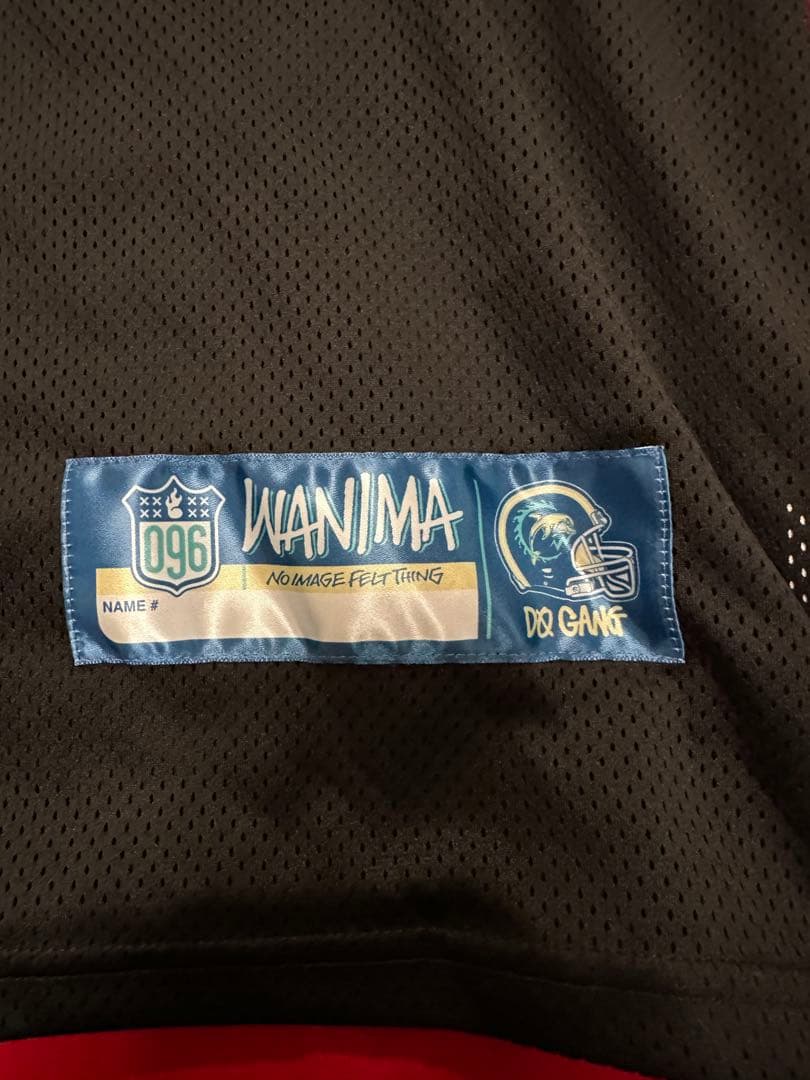 096
WANIMA
NO IMAGE FELT THING
NAME #
DQ GANG